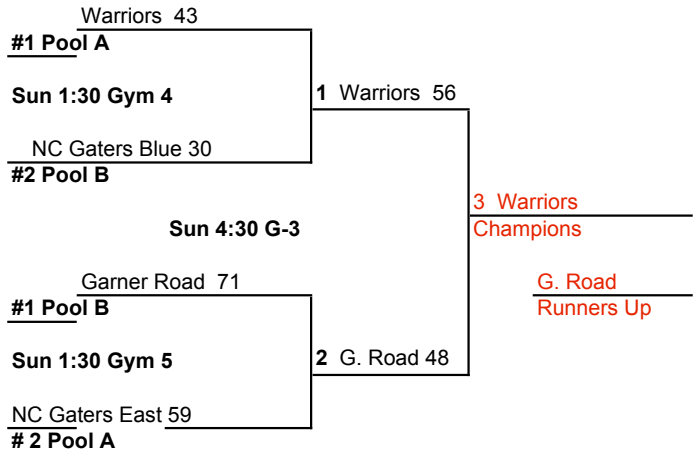 Warriors 43
#1 Pool A
Sun 1:30 Gym 4
1 Warriors 56
NC Gaters Blue 30
#2 Pool B
3 Warriors
Sun 4:30 G-3
Champions
Garner Road 71
G. Road
#1 Pool B
Runners Up
Sun 1:30 Gym 5
2 G. Road 48
NC Gaters East 59
# 2 Pool A